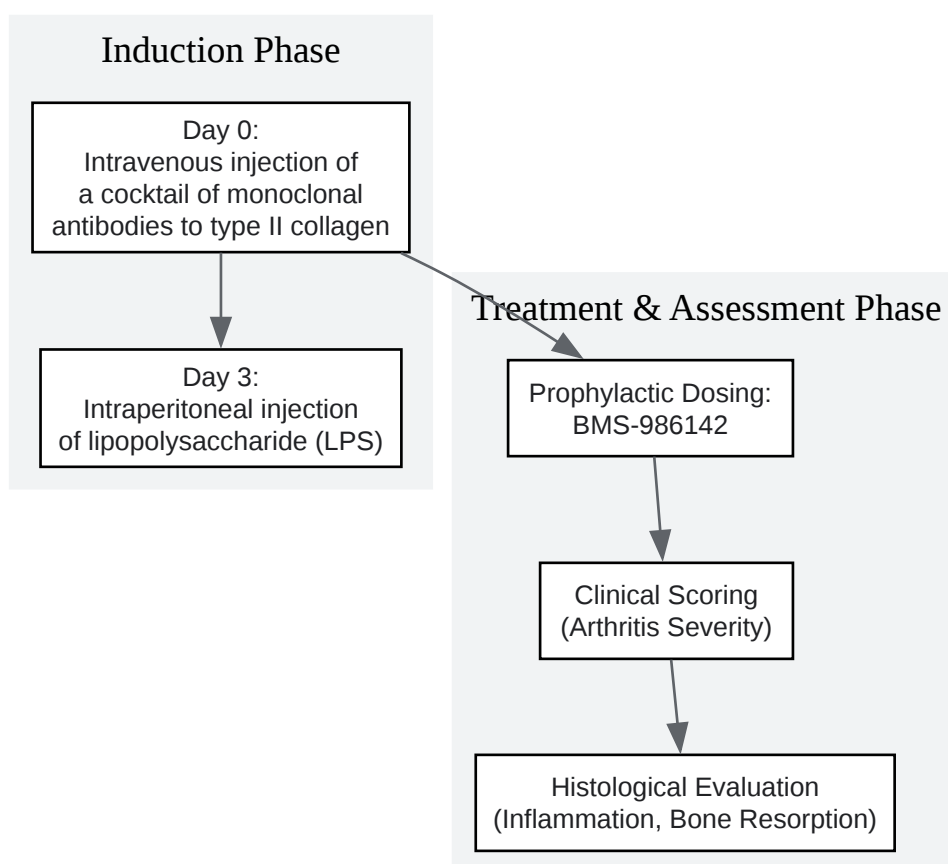 Induction Phase
Day 0:
Intravenous injection of
a cocktail of monoclonal
antibodies to type II collagen
Day 3:
Intraperitoneal injection
of lipopolysaccharide (LPS)
Treatment & Assessment Phase
Prophylactic Dosing:
BMS-986142
Clinical Scoring
(Arthritis Severity)
Histological Evaluation
(Inflammation, Bone Resorption)